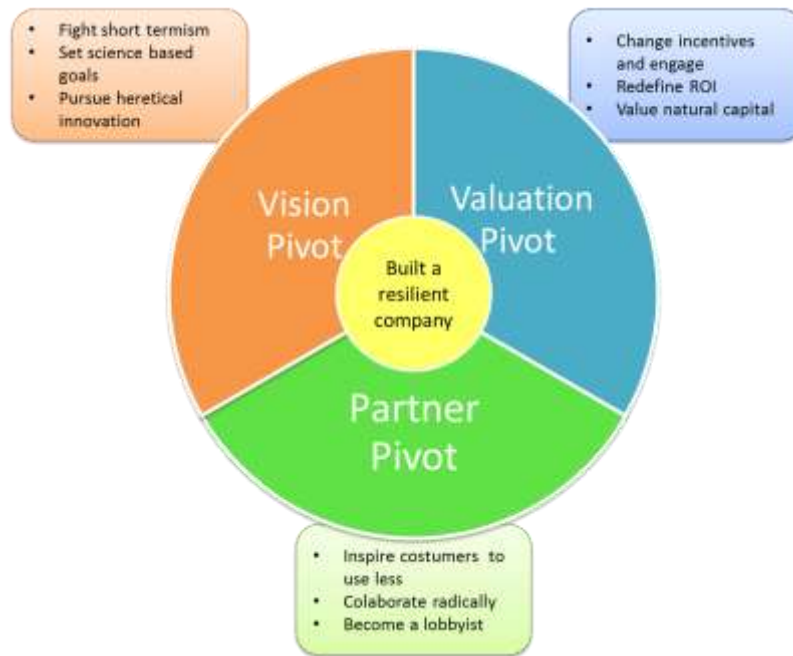 • Fight short termism
• Set science based
goals
• Pursue heretical
innovation
• Change incentives
and engage
• Redefine ROI
• Value natural capital
Vision
Pivot
Valuation
Pivot
Built a
resilient
company
Partner
Pivot
• Inspire costumers to
use less
• Colaborate radically
• Become a lobbyist